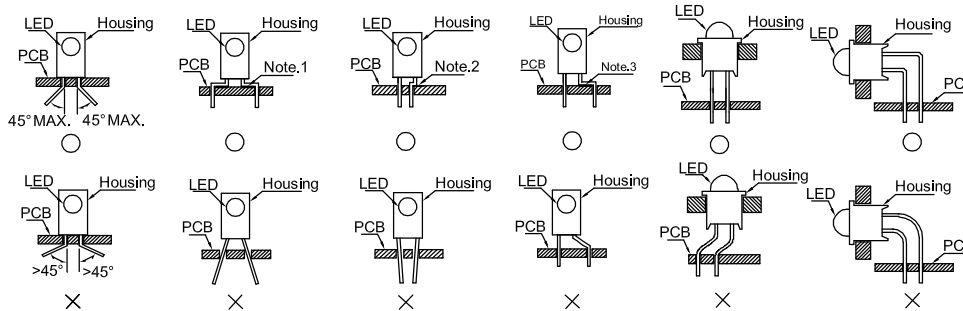 LED Housing
PCB
45° MAX. 45° MAX.
LED Housing
PCB Note.1
LED Housing
PCB Note.2
LED Housing
PCB Note.3
LED Housing
PCB
LED Housing
PC
LED Housing
PCB
>45° >45°
LED Housing
PCB
LED Housing
PCB
LED Housing
PCB
LED Housing
PCB
LED Housing
PC